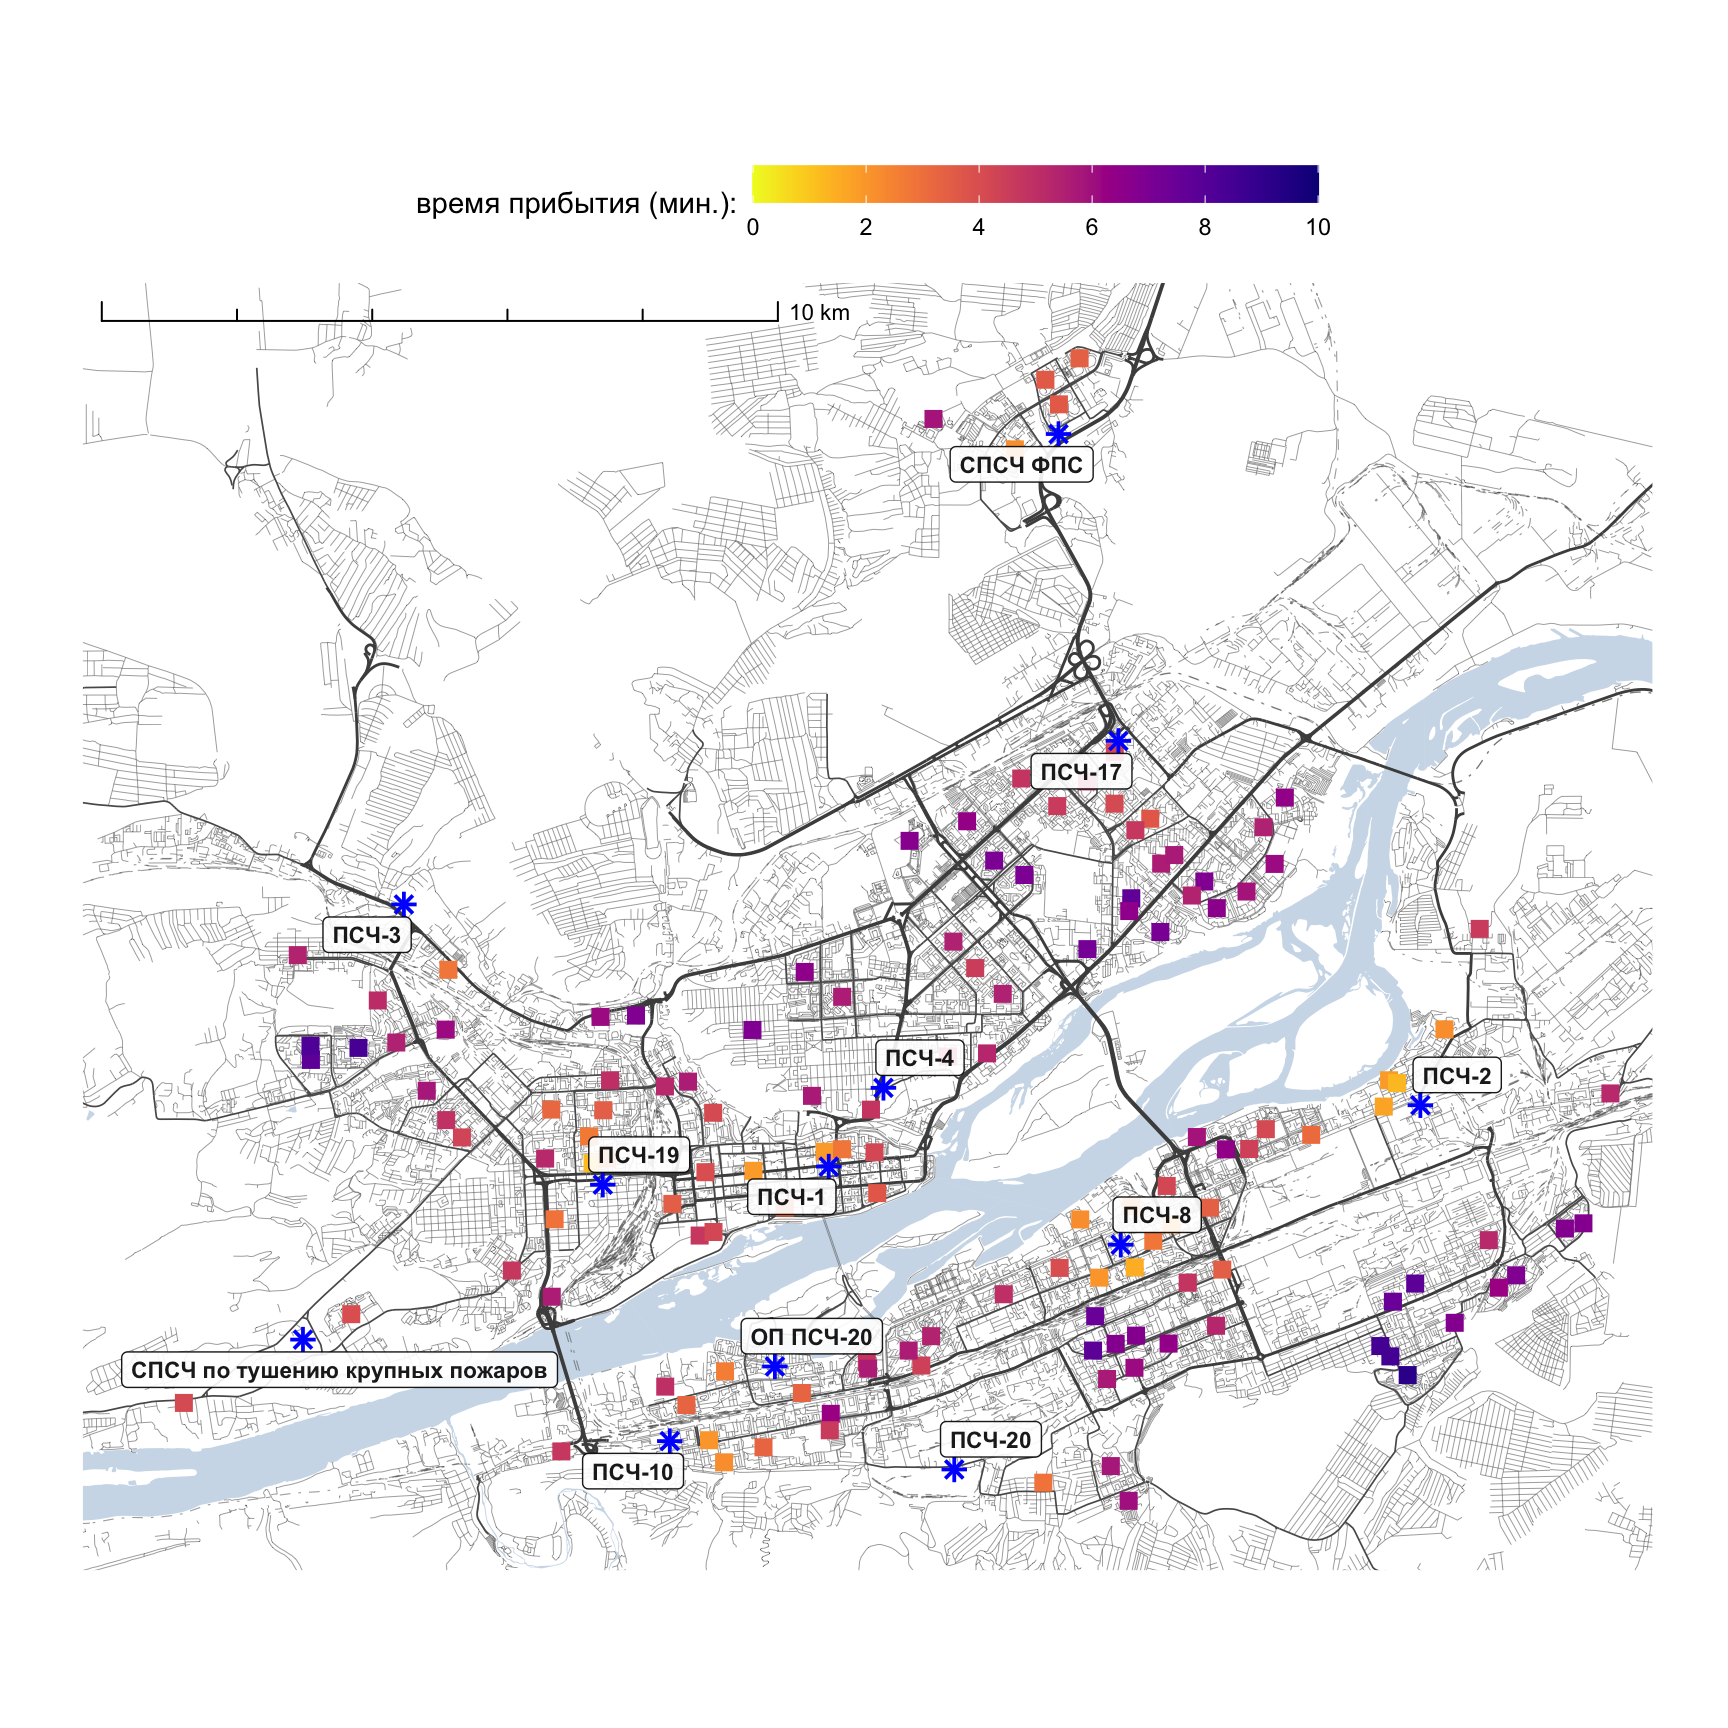 время прибытия (мин.):
0 2 4 6 8 10
10 km
СПСЧ ФПС
ПСЧ-17
ПСЧ-3
ПСЧ-4
ПСЧ-2
ПСЧ-19
ПСЧ-1
ПСЧ-8
ОП ПСЧ-20
СПСЧ по тушению крупных пожаров
ПСЧ-20
ПСЧ-10